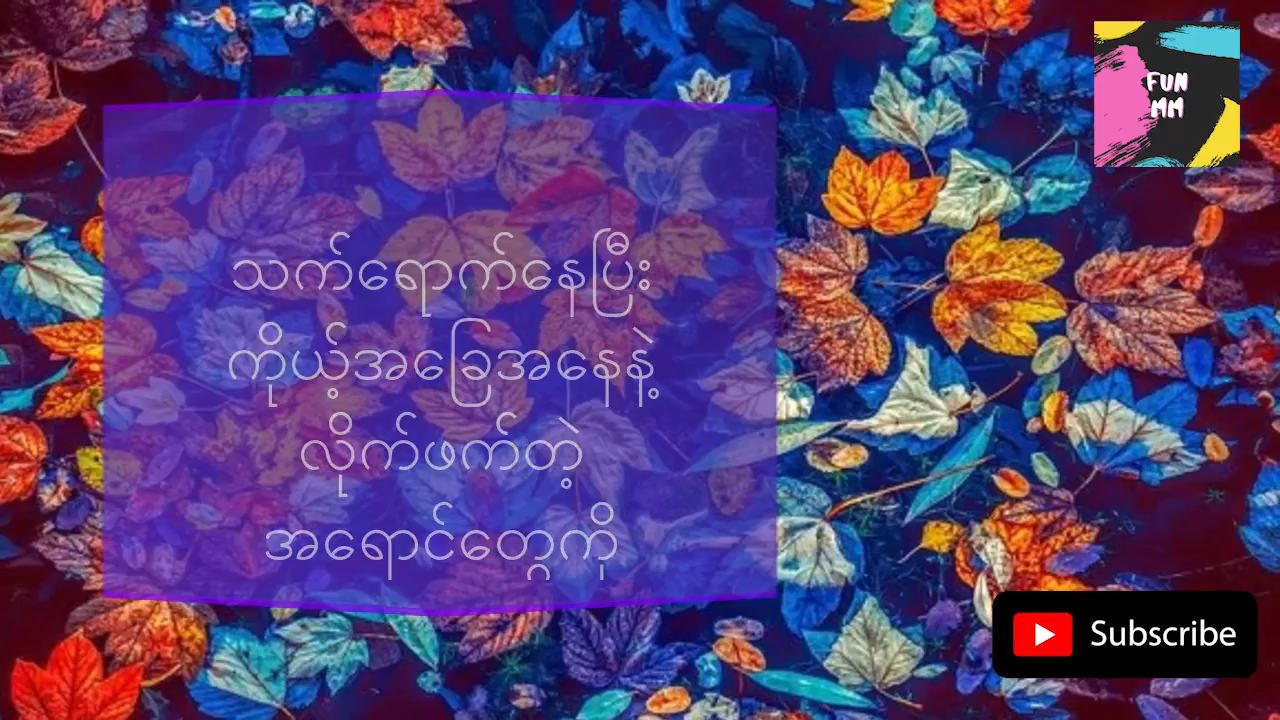 သက်ရောက်နေပြီး
ကိုယ့်အခြေအနေနဲ့
လိုက်ဖက်တဲ့
အရောင်တွေကို
FUN
MM
Subscribe